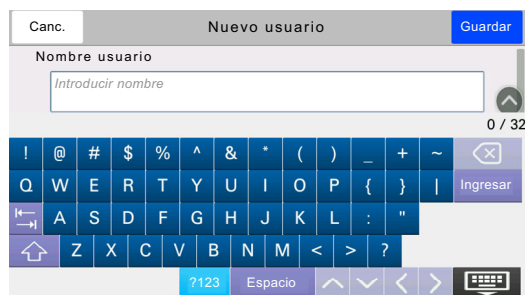 Canc. Nuevo usuario Guardar
Nombre usuario
Introducir nombre
0 / 32
! @ # $ % ^ & * ( ) _ + ~
Q W E R T Y U I O P { } | Ingresar
A S D F G H J K L : "
Z X C V B N M < > ?
?123 Espacio